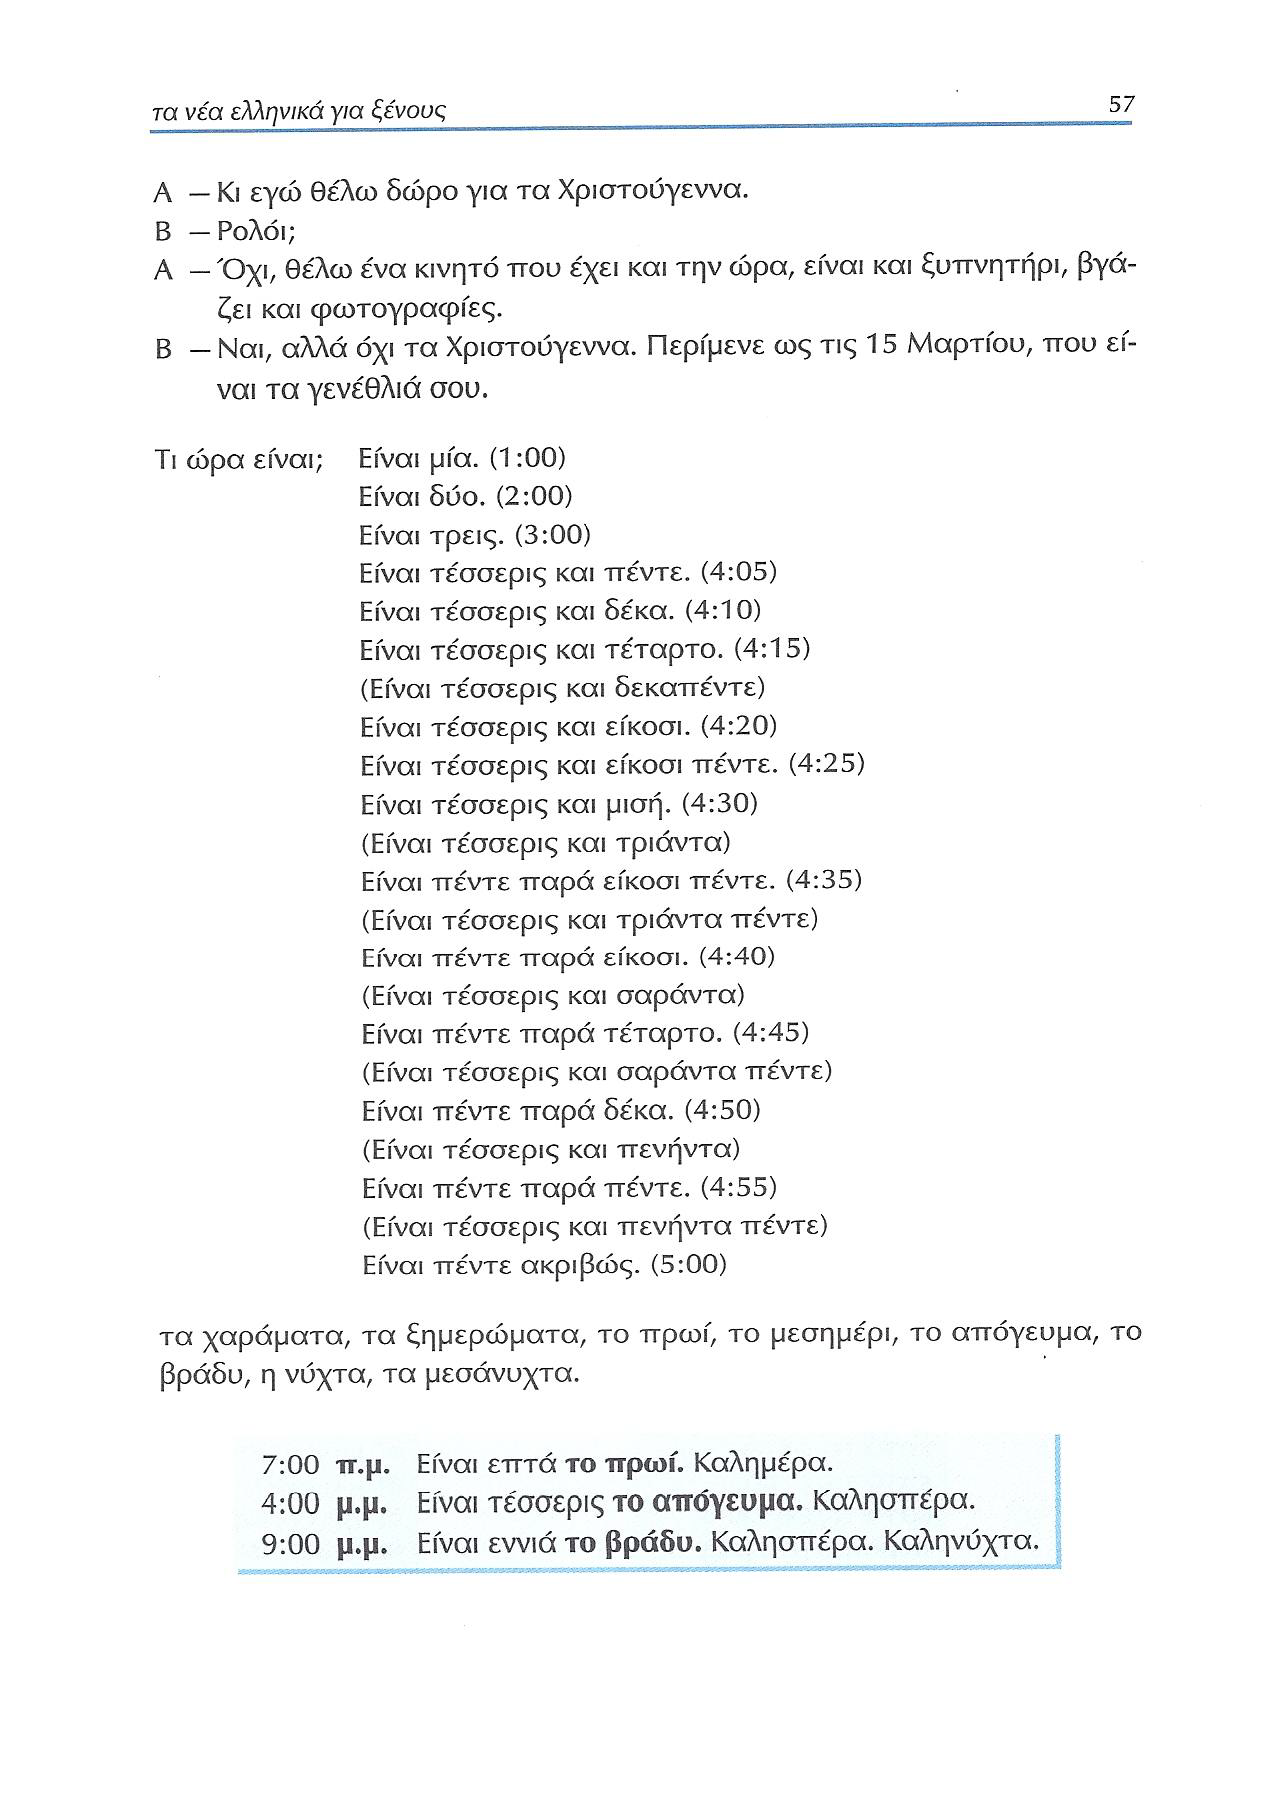 τα νέα ελληνικά για ξένους 57
Α – Κι εγώ θέλω δώρο για τα Χριστούγεννα.
Β – Ρολόι;
Α – Όχι, θέλω ένα κινητό που έχει και την ώρα, είναι και ξυπνητήρι, βγά-
ζει και φωτογραφίες.
Β – Ναι, αλλά όχι τα Χριστούγεννα. Περίμενε ως τις 15 Μαρτίου, που εί-
ναι τα γενέθλιά σου.
Τι ώρα είναι; Είναι μία. (1:00)
Είναι δύο. (2:00)
Είναι τρεις. (3:00)
Είναι τέσσερις και πέντε. (4:05)
Είναι τέσσερις και δέκα. (4:10)
Είναι τέσσερις και τέταρτο. (4:15)
(Είναι τέσσερις και δεκαπέντε)
Είναι τέσσερις και είκοσι. (4:20)
Είναι τέσσερις και είκοσι πέντε. (4:25)
Είναι τέσσερις και μισή. (4:30)
(Είναι τέσσερις και τριάντα)
Είναι πέντε παρά είκοσι πέντε. (4:35)
(Είναι τέσσερις και τριάντα πέντε)
Είναι πέντε παρά είκοσι. (4:40)
(Είναι τέσσερις και σαράντα)
Είναι πέντε παρά τέταρτο. (4:45)
(Είναι τέσσερις και σαράντα πέντε)
Είναι πέντε παρά δέκα. (4:50)
(Είναι τέσσερις και πενήντα)
Είναι πέντε παρά πέντε. (4:55)
(Είναι τέσσερις και πενήντα πέντε)
Είναι πέντε ακριβώς. (5:00)
τα χαράματα, τα ξημερώματα, το πρωί, το μεσημέρι, το απόγευμα, το
βράδυ, η νύχτα, τα μεσάνυχτα.
7:00 π.μ. Είναι επτά το πρωί. Καλημέρα.
4:00 μ.μ. Είναι τέσσερις το απόγευμα. Καλησπέρα.
9:00 μ.μ. Είναι εννιά το βράδυ. Καλησπέρα. Καληνύχτα.